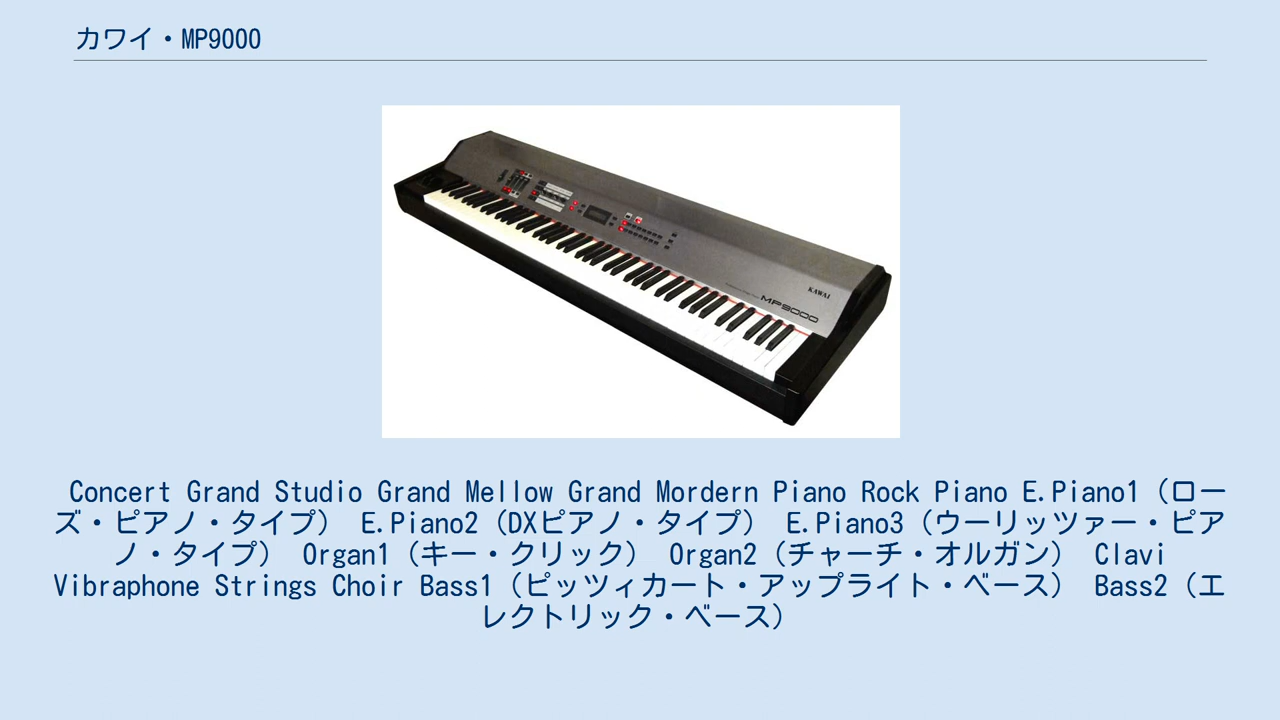 カワイ・MP9000
KAWAI
MP9000
Concert Grand Studio Grand Mellow Grand Mordern Piano Rock Piano E.Piano1（ロー
ズ・ピアノ・タイプ） E.Piano2（DXピアノ・タイプ） E.Piano3（ウーリッツァー・ピア
ノ・タイプ） Organ1（キー・クリック） Organ2（チャーチ・オルガン） Clavi
Vibraphone Strings Choir Bass1（ピッツィカート・アップライト・ベース） Bass2（エ
レクトリック・ベース）